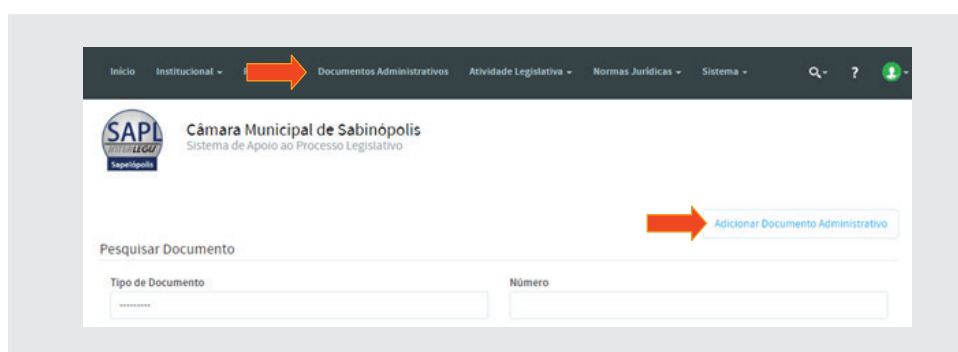 Início Institucional Documentos Administrativos Atividade Legislativa Normas Jurídicas Sistema ?
SAPL
INTERLEGIS
Sapelópolis
Câmara Municipal de Sabinópolis
Sistema de Apoio ao Processo Legislativo
Adicionar Documento Administrativo
Pesquisar Documento
Tipo de Documento Número
---------